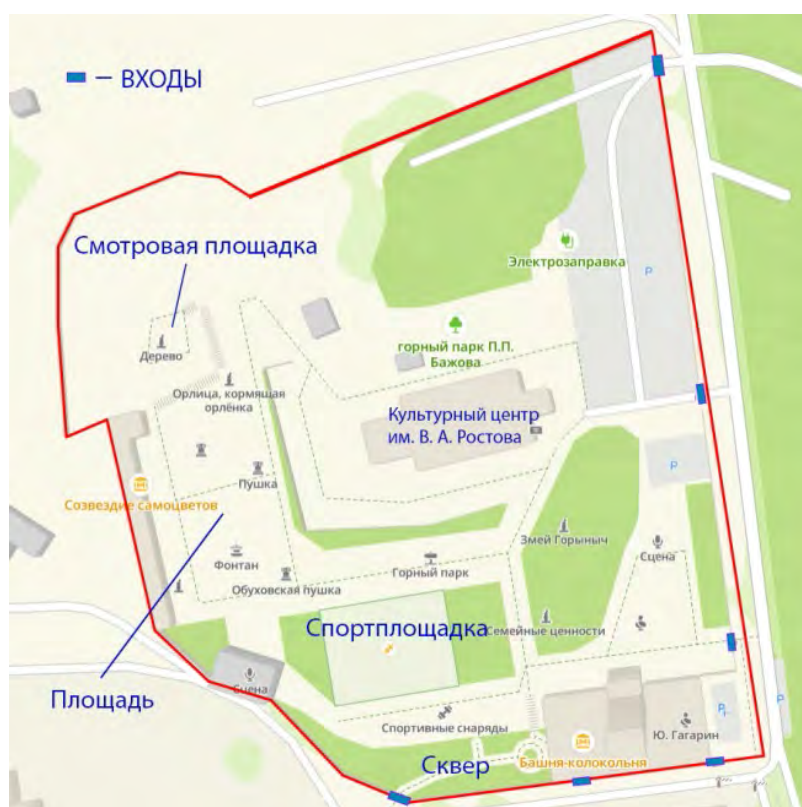 – ВХОДЫ
Смотровая площадка
Электрозаправка
P
горный парк П.П.
Бажова
Дерево
Орлица, кормящая
орлёнка
Культурный центр
им. В. А. Ростова
P
Пушка
Созвездие самоцветов
Змей Горыныч
Сцена
Фонтан
Горный парк
Обуховская пушка
Спортплощадка
Семейные ценности
Площадь
Сцена
P
P
Спортивные снаряды
Ю. Гагарин
Сквер
Башня-колокольня